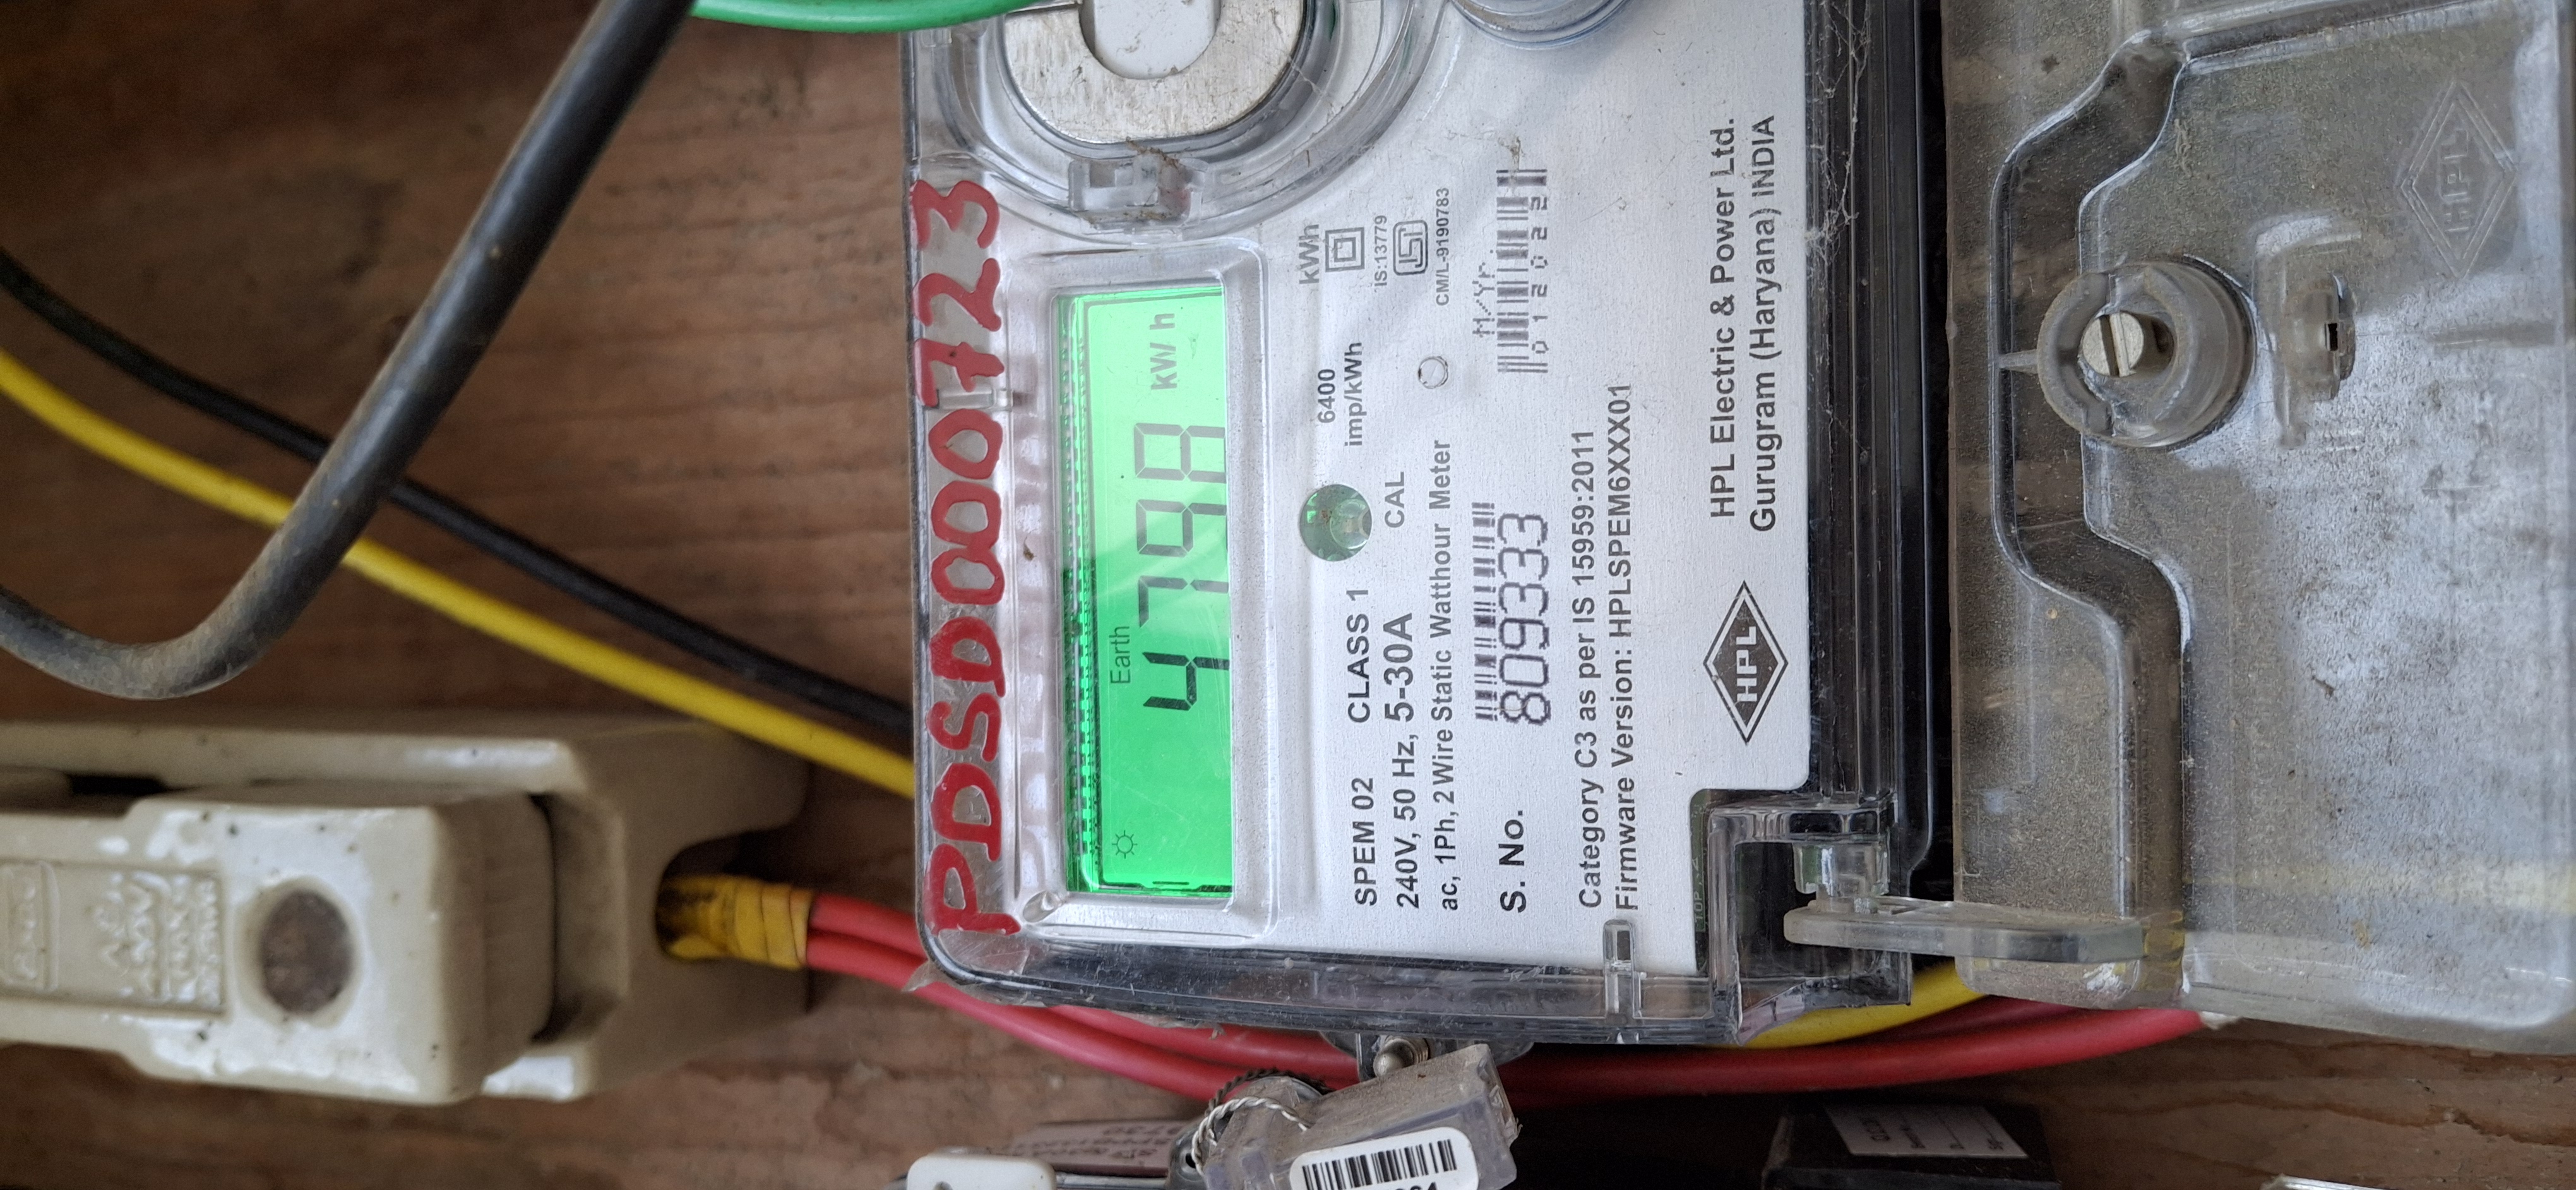 PDSD000723
Earth
4798 kWh
kWh
6400
imp/kWh
IS:13779
CM/L-9190783
SPEM 02 CLASS 1
CAL
240V, 50 Hz, 5-30A
ac, 1Ph, 2 Wire Static Watthour Meter
M/Yr
S. No. 809333
012022
Category C3 as per IS 15959:2011
Firmware Version: HPLSPEM6XXX01
HPL
HPL Electric & Power Ltd.
Gurugram (Haryana) INDIA
HPL